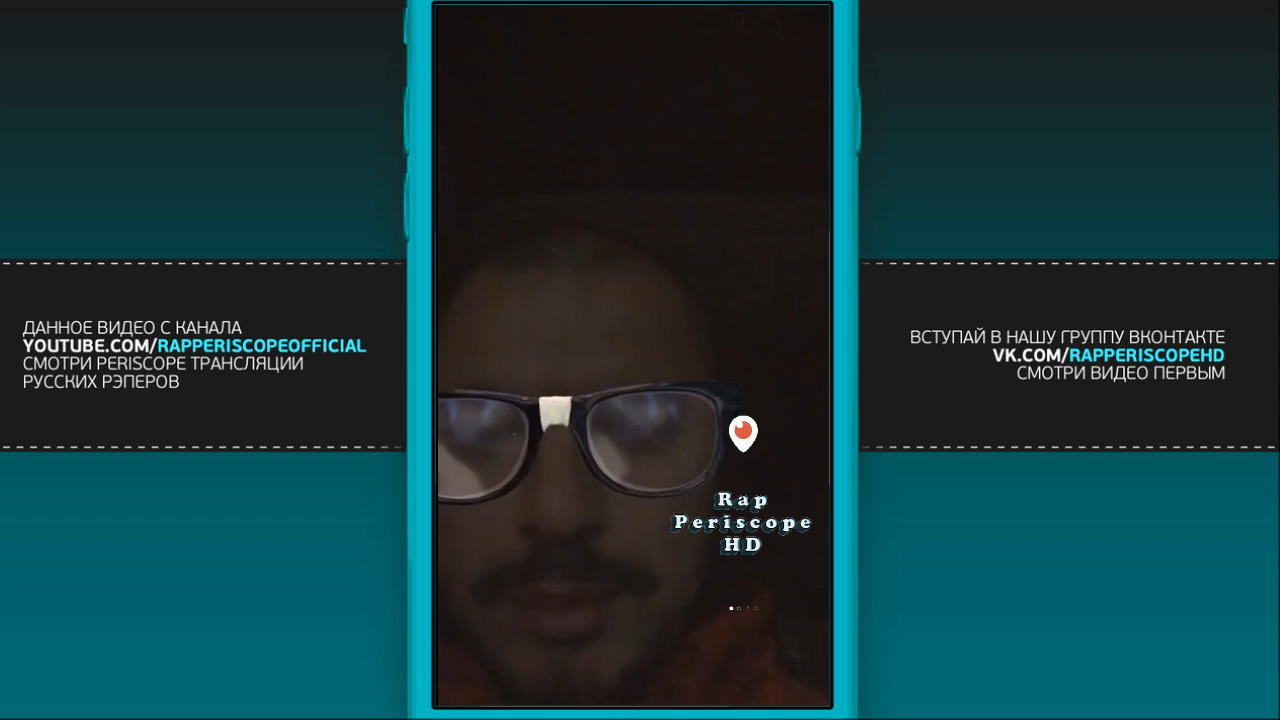 ДАННОЕ ВИДЕО С КАНАЛА
YOUTUBE.COM/RAPPERISCOPEOFFICIAL
СМОТРИ PERISCOPE ТРАНСЛЯЦИИ
РУССКИХ РЭПЕРОВ
Rap
Periscope
HD
ВСТУПАЙ В НАШУ ГРУППУ ВКОНТАКТЕ
VK.COM/RAPPERISCOPEHD
СМОТРИ ВИДЕО ПЕРВЫМ